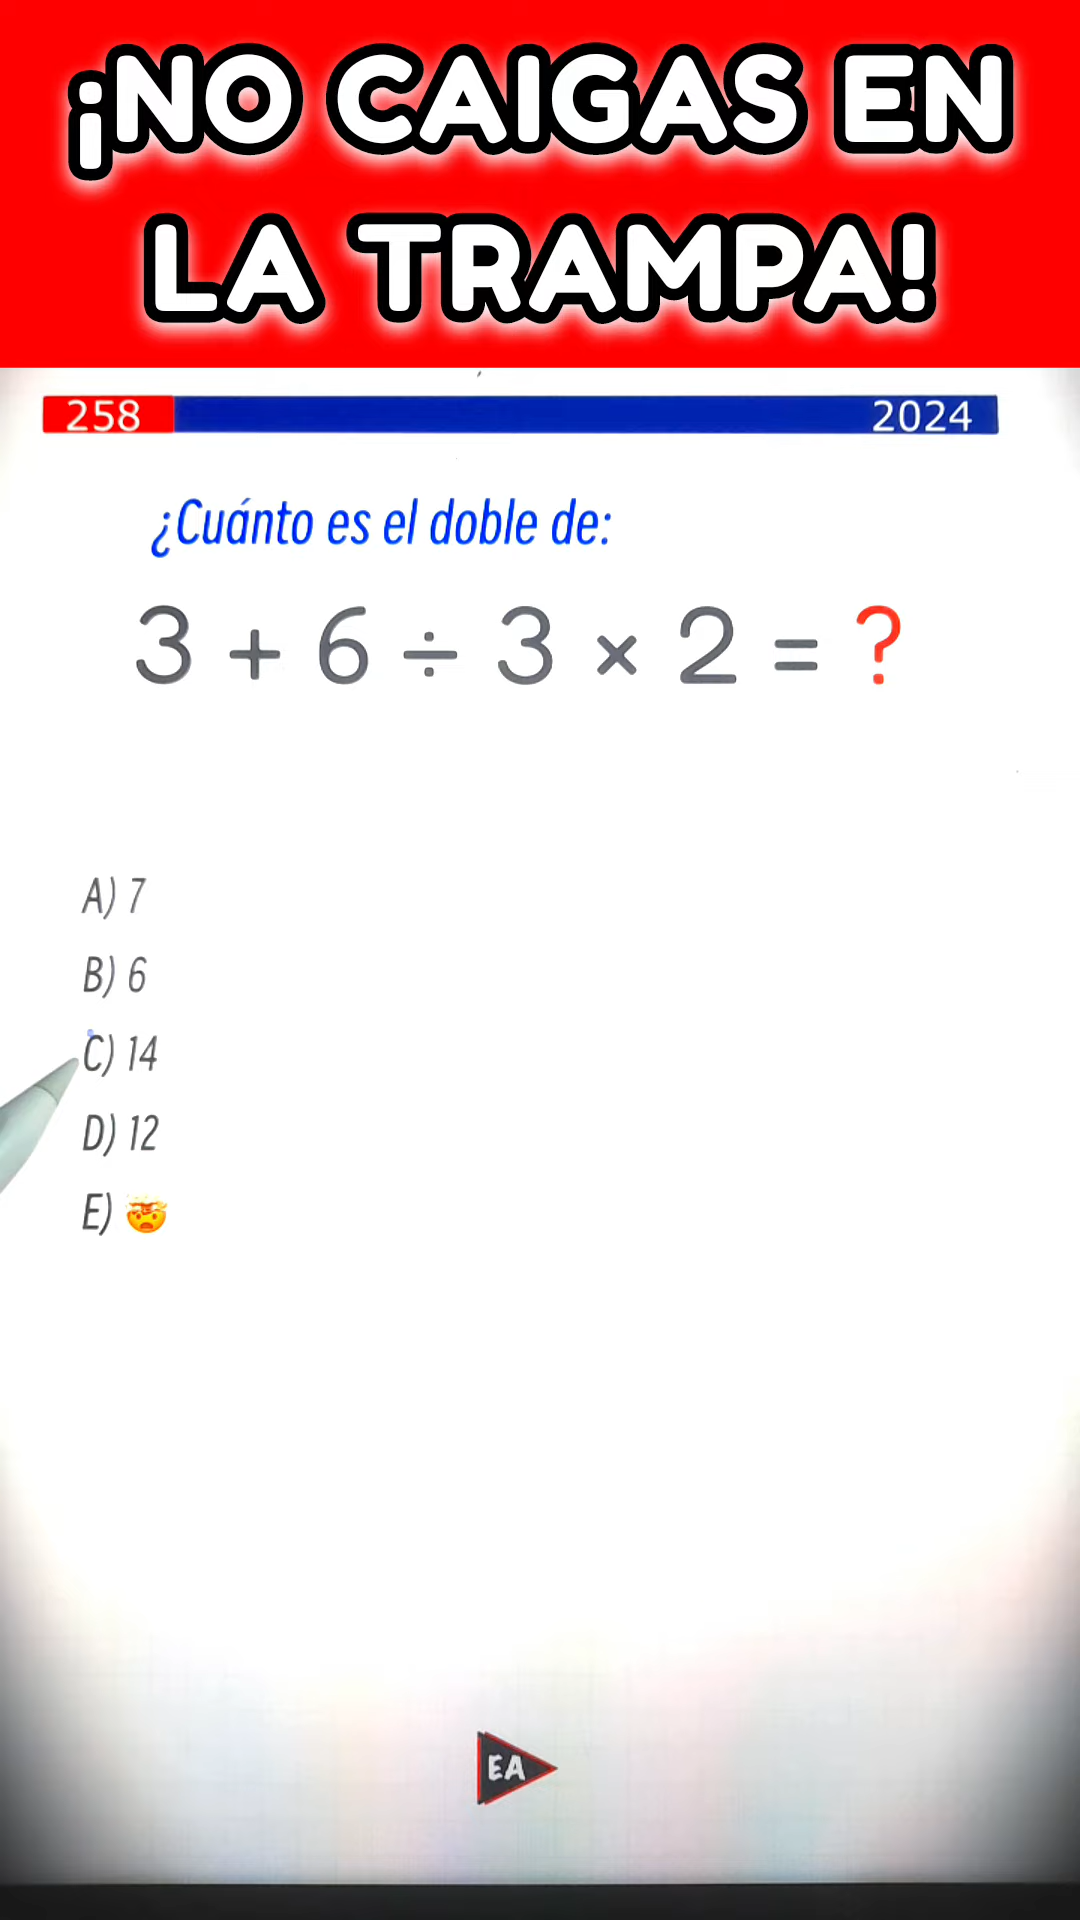 ¡NO CAIGAS EN
LA TRAMPA!
258 2024
¿Cuánto es el doble de:
3 + 6 ÷ 3 × 2 = ?
A) 7
B) 6
C) 14
D) 12
E) 🤯
EA